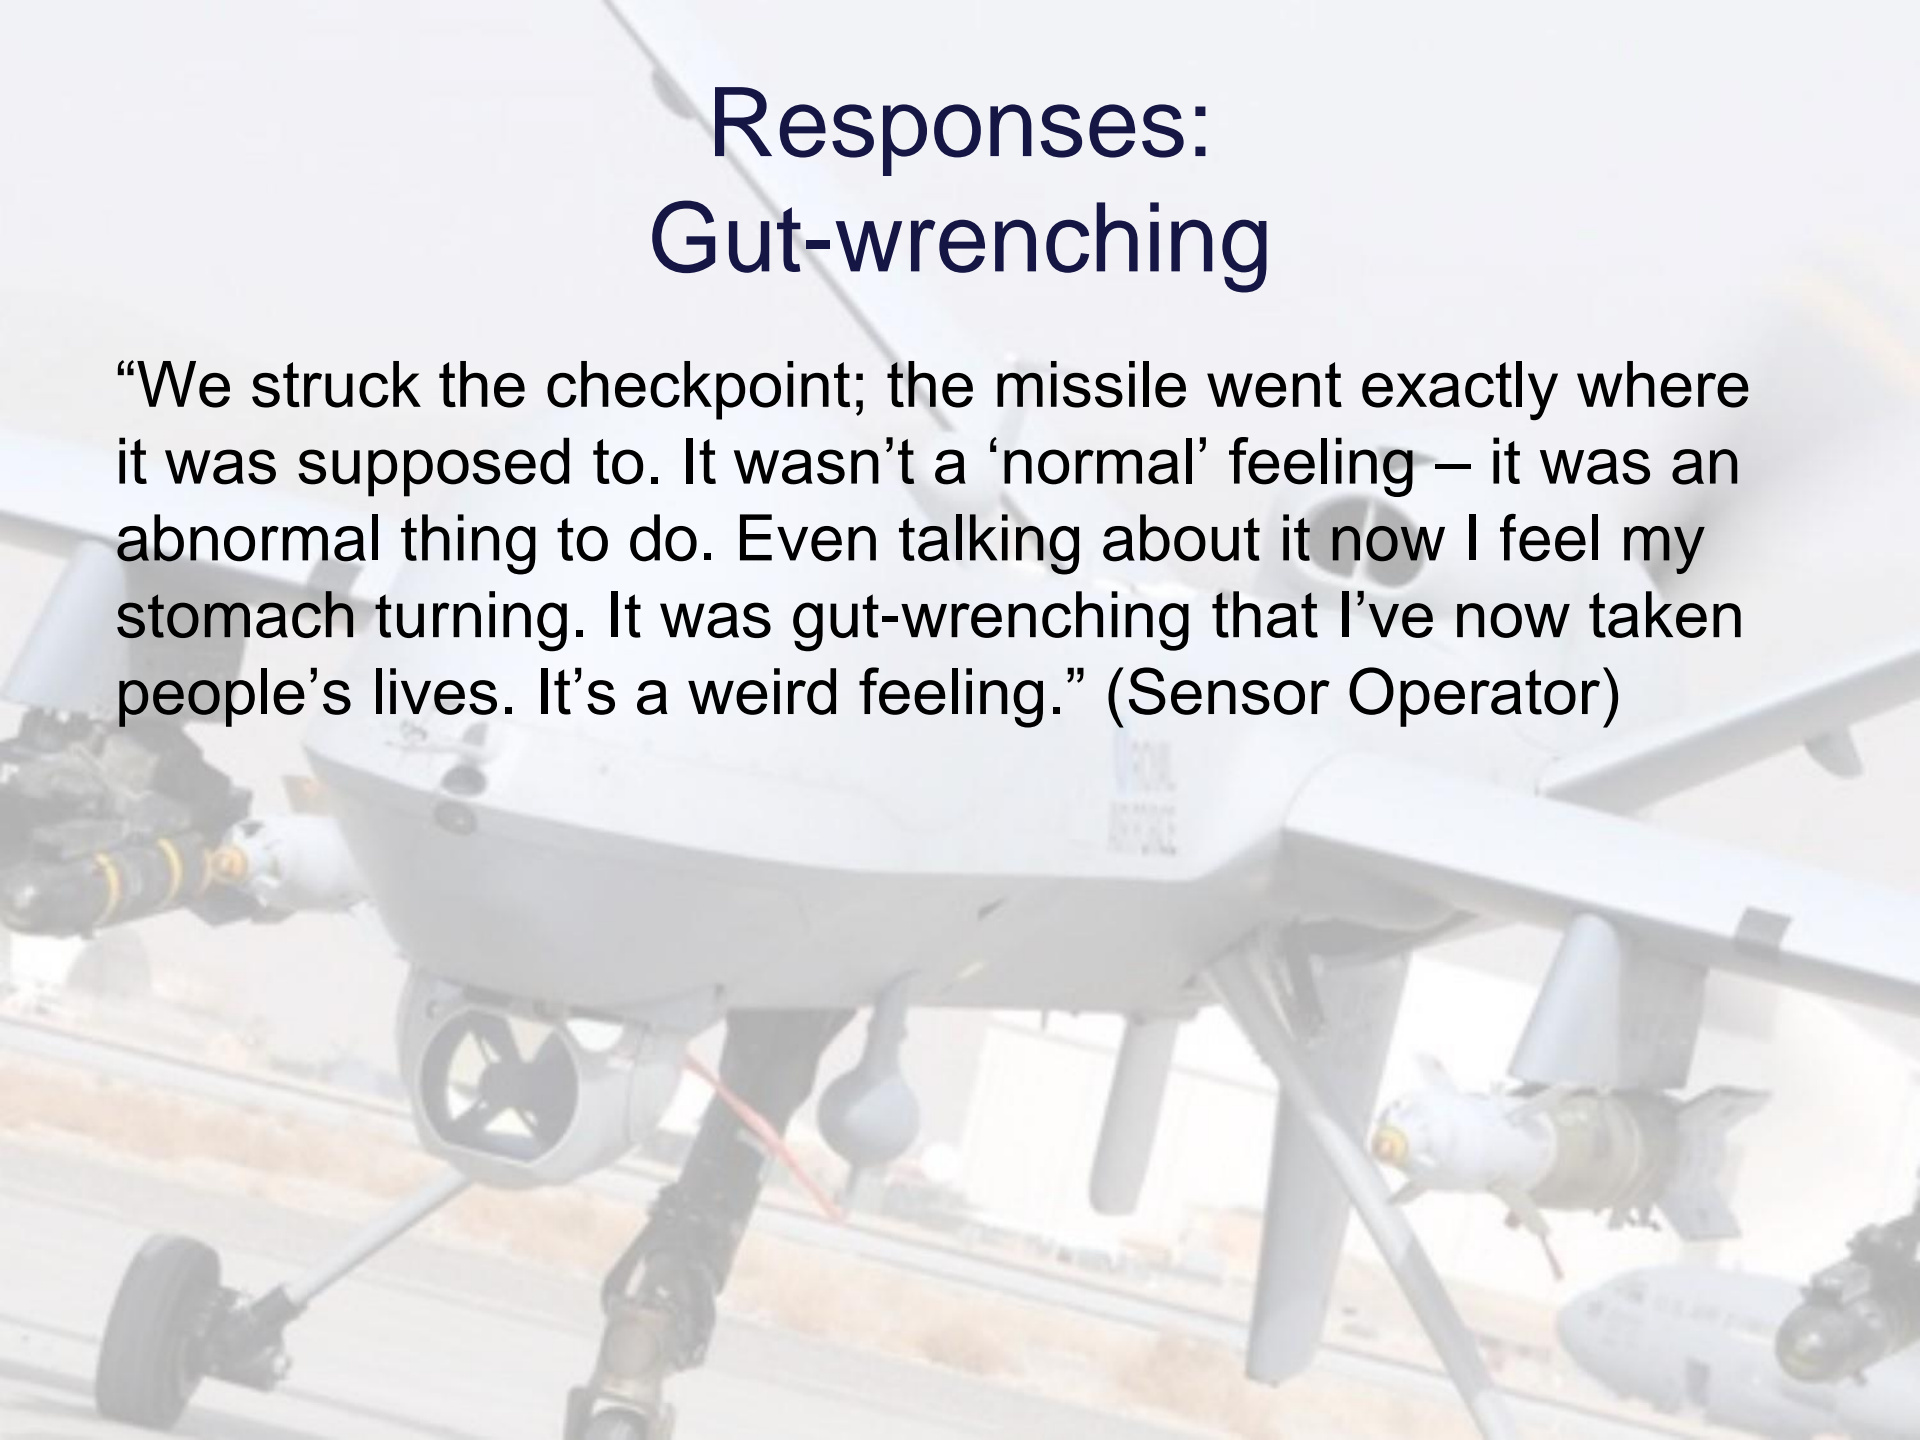 Responses:
Gut-wrenching
“We struck the checkpoint; the missile went exactly where
it was supposed to. It wasn’t a ‘normal’ feeling – it was an
abnormal thing to do. Even talking about it now I feel my
stomach turning. It was gut-wrenching that I’ve now taken
people’s lives. It’s a weird feeling.” (Sensor Operator)